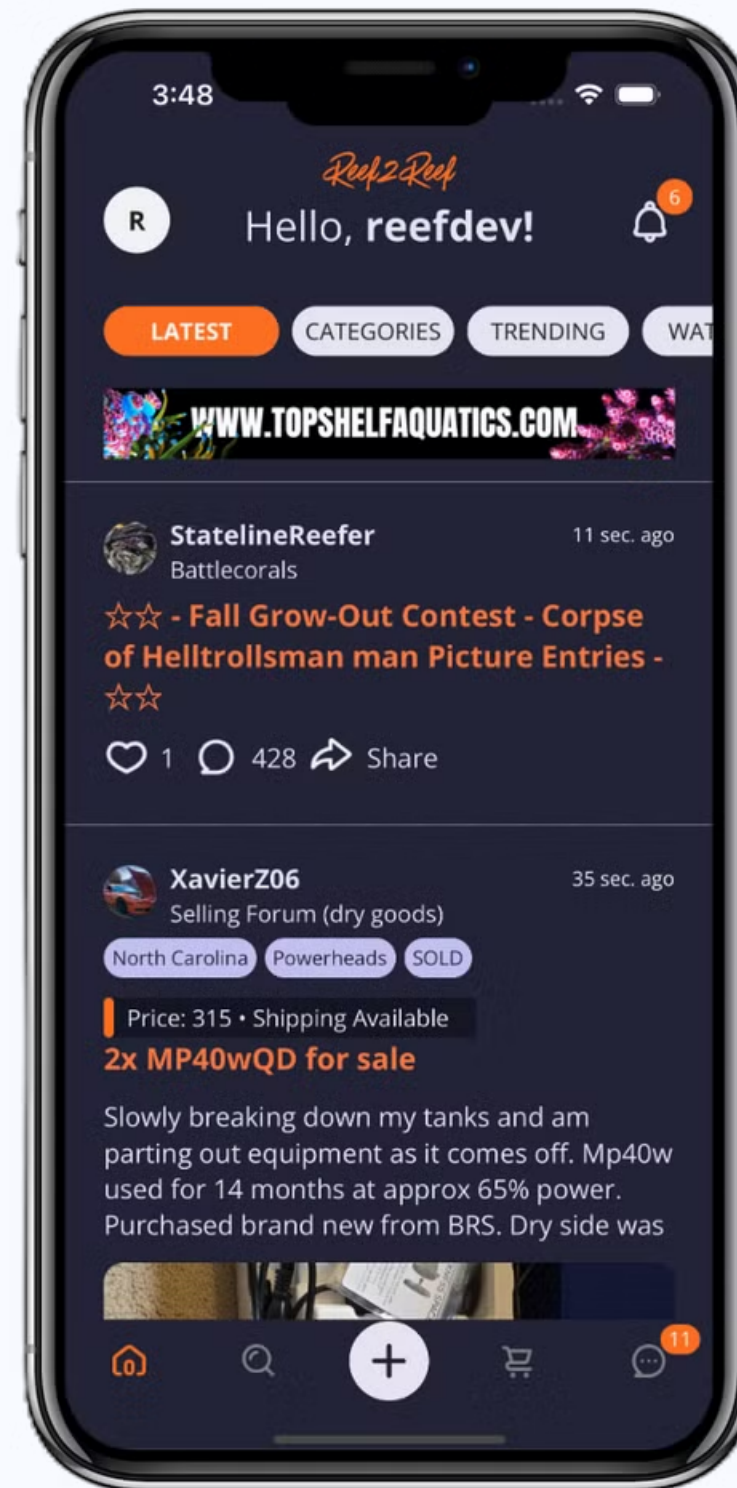 3:48
Reef2Reef
R
Hello, reefdev!
6
LATEST
CATEGORIES
TRENDING
WAT
WWW.TOPSHELFAQUATICS.COM
StatelineReefer
11 sec. ago
Battlecorals
☆☆ - Fall Grow-Out Contest - Corpse
of Helltrollsman man Picture Entries -
☆☆
1
428
Share
XavierZ06
35 sec. ago
Selling Forum (dry goods)
North Carolina
Powerheads
SOLD
Price: 315 • Shipping Available
2x MP40wQD for sale
Slowly breaking down my tanks and am
parting out equipment as it comes off. Mp40w
used for 14 months at approx 65% power.
Purchased brand new from BRS. Dry side was
11